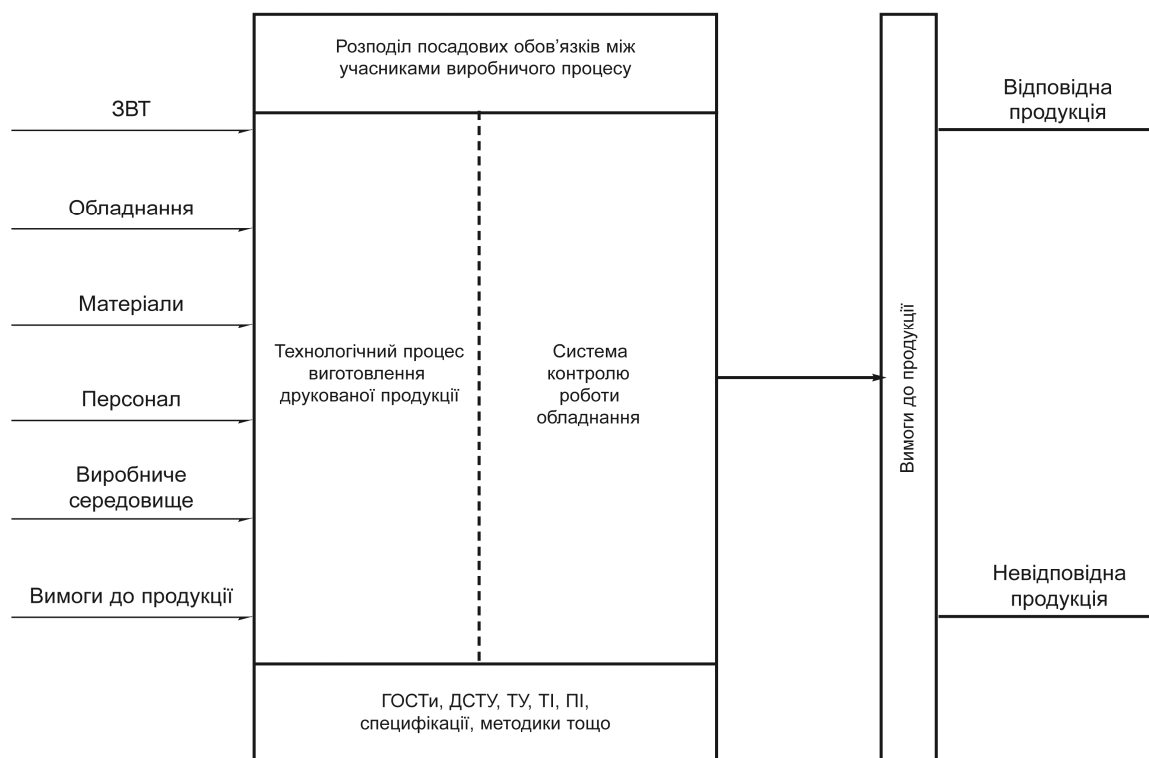 Розподіл посадових обов’язків між
учасниками виробничого процесу
ЗВТ
Обладнання
Матеріали
Персонал
Виробниче
середовище
Вимоги до продукції
Технологічний процес
виготовлення
друкованої продукції
Система
контролю
роботи
обладнання
ГОСТи, ДСТУ, ТУ, ТІ, ПІ,
специфікації, методики тощо
Вимоги до продукції
Відповідна
продукція
Невідповідна
продукція